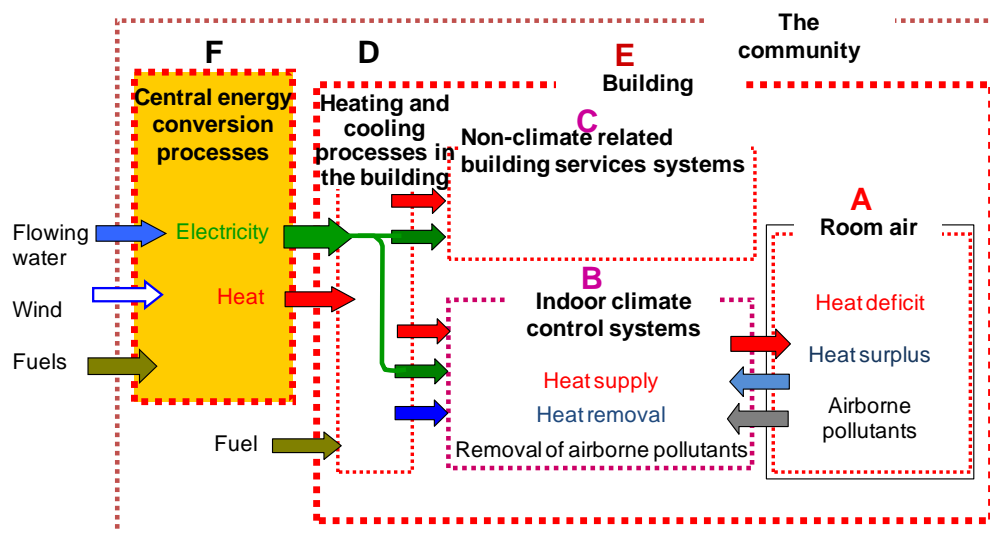 The
community
F
D
E
Building
Central energy
conversion
processes
Heating and
cooling
processes in
the building
C
Non-climate related
building services systems
A
Room air
Flowing
water
Electricity
Wind
Heat
Fuels
Fuel
B
Indoor climate
control systems
Heat supply
Heat removal
Removal of airborne pollutants
Heat deficit
Heat surplus
Airborne
pollutants